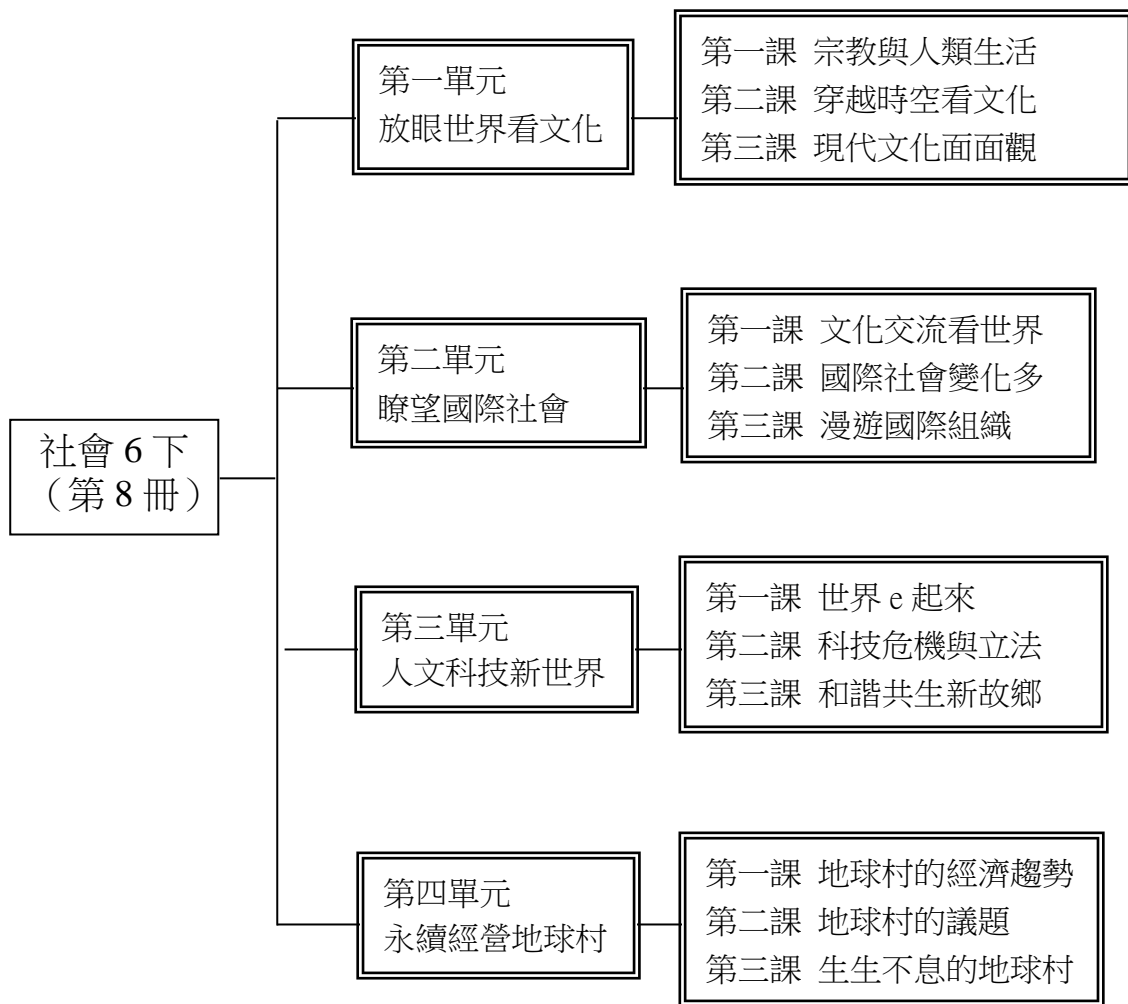 社會 6 下
（第 8 冊）
第一單元
放眼世界看文化
第一課 宗教與人類生活
第二課 穿越時空看文化
第三課 現代文化面面觀
第二單元
瞭望國際社會
第一課 文化交流看世界
第二課 國際社會變化多
第三課 漫遊國際組織
第三單元
人文科技新世界
第一課 世界 e 起來
第二課 科技危機與立法
第三課 和諧共生新故鄉
第四單元
永續經營地球村
第一課 地球村的經濟趨勢
第二課 地球村的議題
第三課 生生不息的地球村